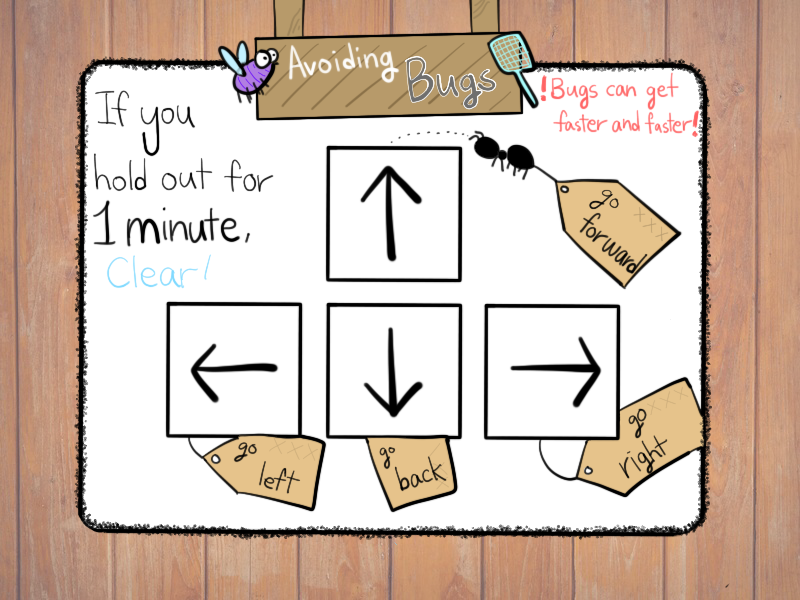 Avoiding Bugs
If you
hold out for
1 minute,
Clear!
!Bugs can get
faster and faster!
go
forward
go
left
go
back
go
right